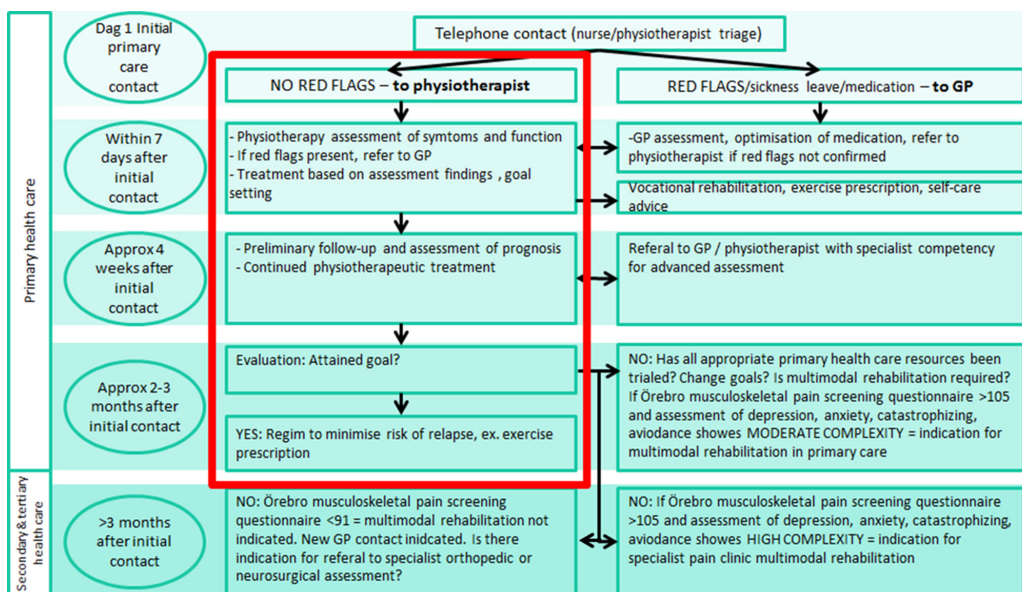 Primary health care
Secondary & tertiary
health care
Dag 1 Initial
primary
care
contact
Telephone contact (nurse/physiotherapist triage)
NO RED FLAGS – to physiotherapist
RED FLAGS/sickness leave/medication – to GP
Within 7
days after
initial
contact
- Physiotherapy assessment of symtoms and function
- If red flags present, refer to GP
- Treatment based on assessment findings , goal
setting
-GP assessment, optimisation of medication, refer to
physiotherapist if red flags not confirmed
Vocational rehabilitation, exercise prescription, self-care
advice
Approx 4
weeks after
initial
contact
- Preliminary follow-up and assessment of prognosis
- Continued physiotherapeutic treatment
Referal to GP / physiotherapist with specialist competency
for advanced assessment
Approx 2-3
months after
initial contact
Evaluation: Attained goal?
YES: Regim to minimise risk of relapse, ex. exercise
prescription
NO: Has all appropriate primary health care resources been
trialed? Change goals? Is multimodal rehabilitation required?
If Örebro musculoskeletal pain screening questionnaire >105
and assessment of depression, anxiety, catastrophizing,
aviodance showes MODERATE COMPLEXITY = indication for
multimodal rehabilitation in primary care
>3 months
after initial
contact
NO: Örebro musculoskeletal pain screening
questionnaire <91 = multimodal rehabilitation not
indicated. New GP contact inidcated. Is there
indication for referal to specialist orthopedic or
neurosurgical assessment?
NO: If Örebro musculoskeletal pain screening questionnaire
>105 and assessment of depression, anxiety, catastrophizing,
aviodance showes HIGH COMPLEXITY = indication for
specialist pain clinic multimodal rehabilitation